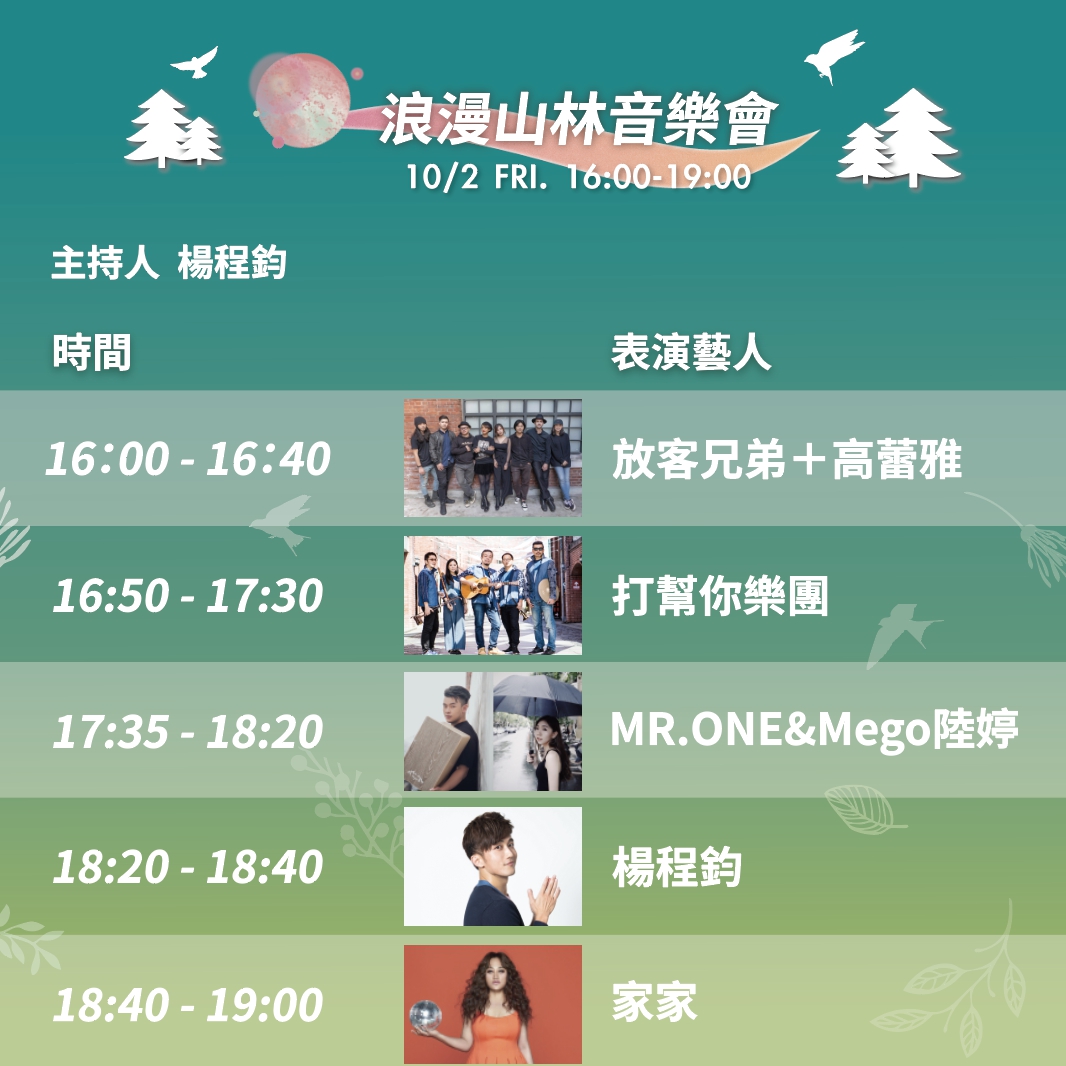 浪漫山林音樂會
10/2 FRI. 16:00-19:00
主持人 楊程鈞
時間 表演藝人
16:00 - 16:40 放客兄弟＋高蕾雅
16:50 - 17:30 打幫你樂團
17:35 - 18:20 MR.ONE&Mego陸婷
18:20 - 18:40 楊程鈞
18:40 - 19:00 家家